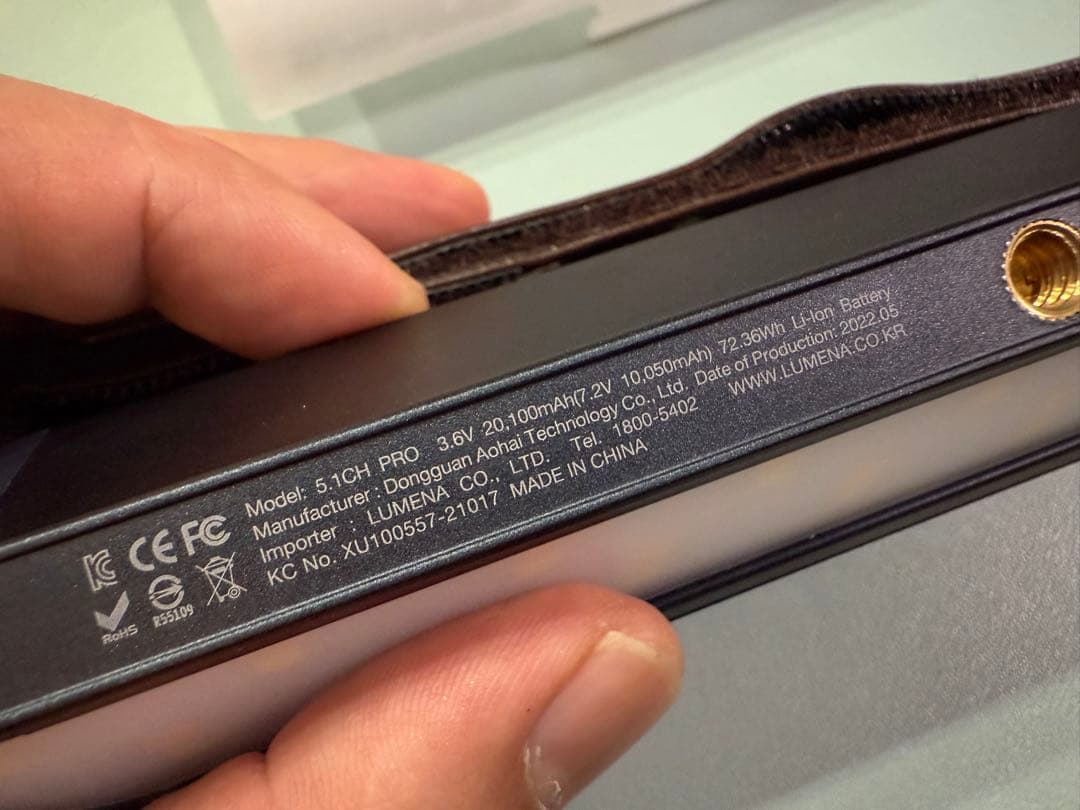 Model: 5.1CH PRO 3.6V 20,100mAh(7.2V 10,050mAh) 72.36Wh Li-Ion Battery
Manufacturer : Dongguan Aohai Technology Co., Ltd, Date of Production: 2022.05
Importer : LUMENA CO., LTD. Tel. 1800-5402 WWW.LUMENA.CO.KR
KC No. XU100557-21017 MADE IN CHINA
KC CE FC
RoHS R55109